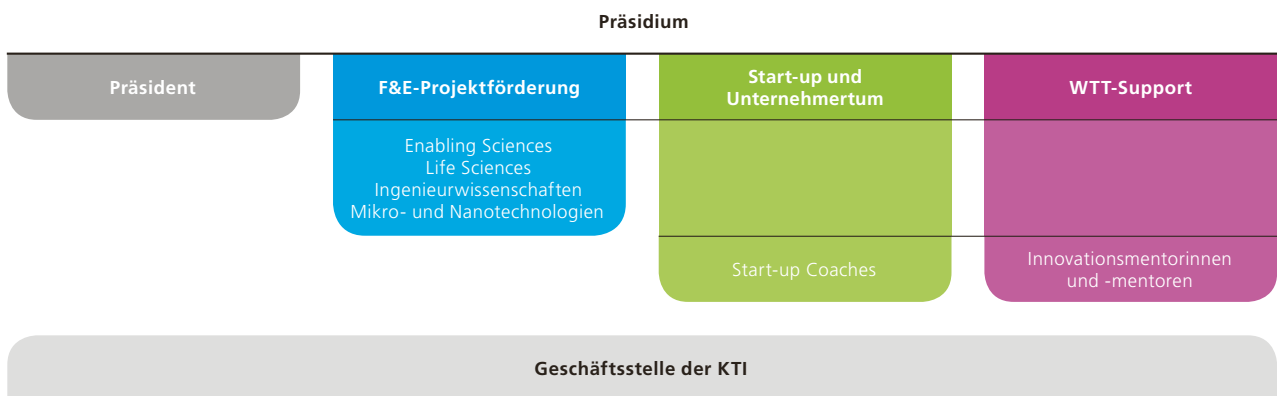 Präsidium
Präsident
F&E-Projektförderung
Start-up und
Unternehmertum
WTT-Support
Enabling Sciences
Life Sciences
Ingenieurwissenschaften
Mikro- und Nanotechnologien
Start-up Coaches
Innovationsmentorinnen
und -mentoren
Geschäftsstelle der KTI